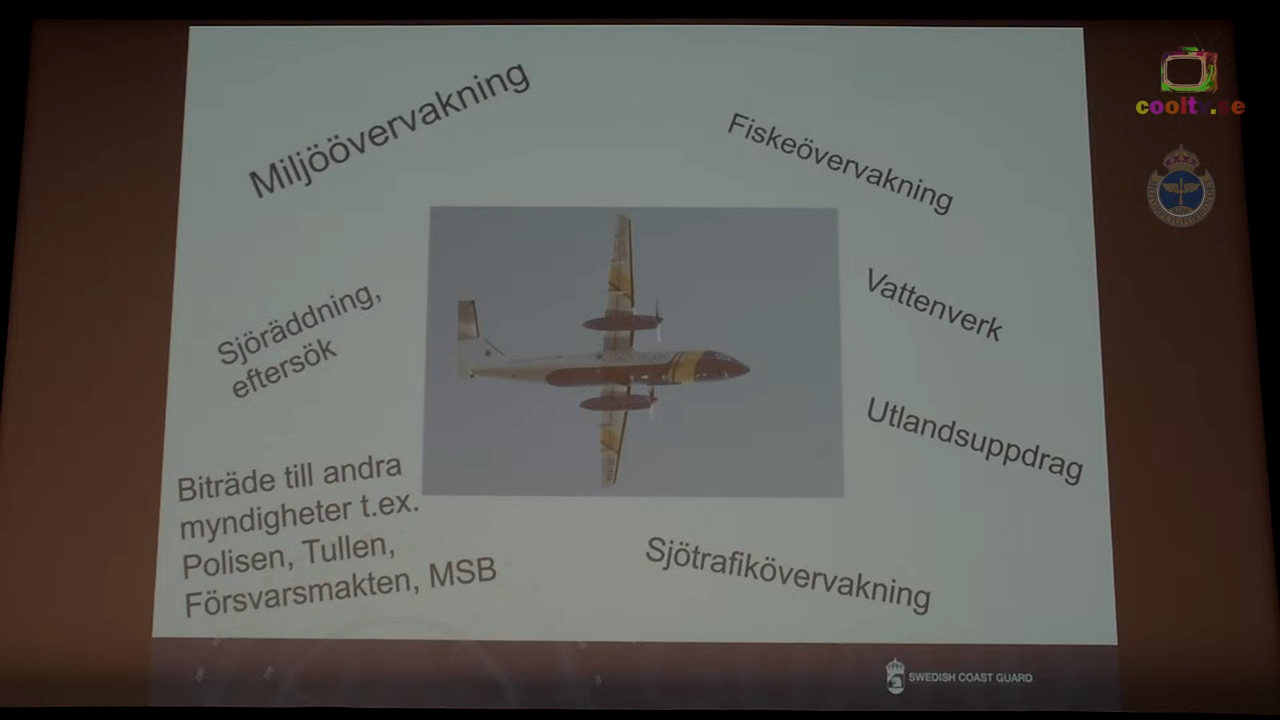 Miljöövervakning
Fiskeövervakning
Sjöräddning,
eftersök
Vattenverk
Utlandsuppdrag
Biträde till andra
myndigheter t.ex.
Polisen, Tullen,
Försvarsmakten, MSB
Sjötrafikövervakning
SWEDISH COAST GUARD
cooltv.se